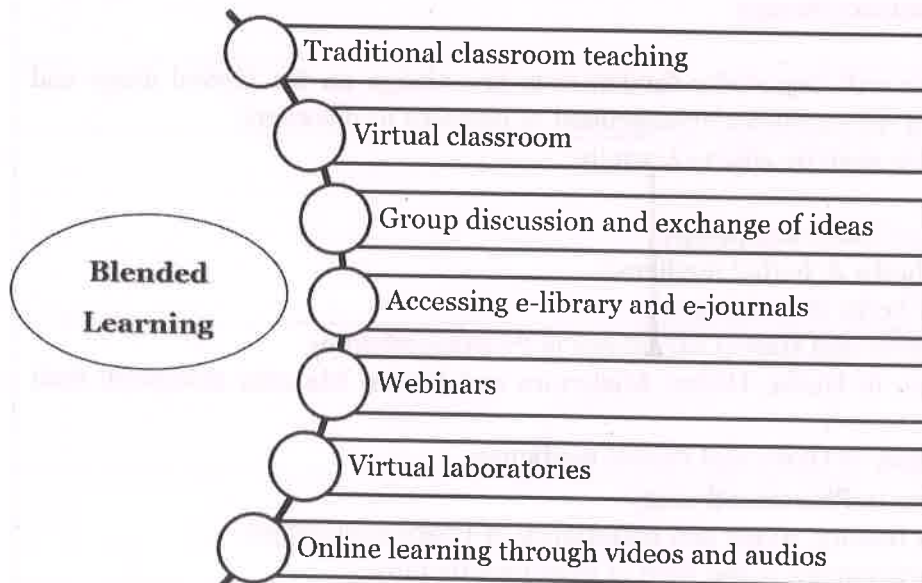 Traditional classroom teaching
Virtual classroom
Group discussion and exchange of ideas
Blended
Learning
Accessing e-library and e-journals
Webinars
Virtual laboratories
Online learning through videos and audios